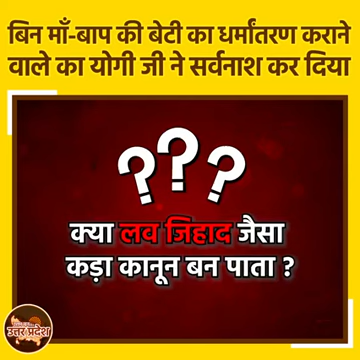 बिन माँ-बाप की बेटी का धर्मांतरण कराने
वाले का योगी जी ने सर्वनाश कर दिया
???
क्या लव जिहाद जैसा
कड़ा कानून बन पाता ?
उत्तर प्रदेश